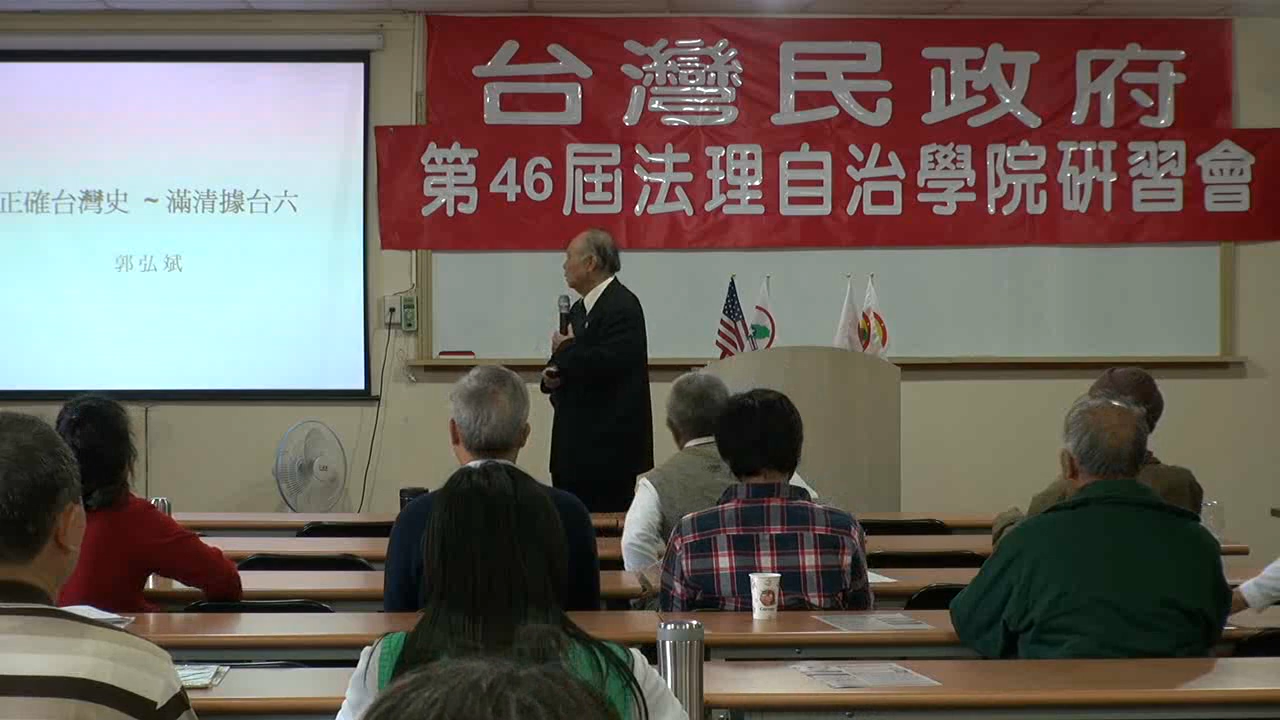 台灣民政府
第46屆法理自治學院研習會
正確台灣史 ~ 滿清據台六
郭弘斌